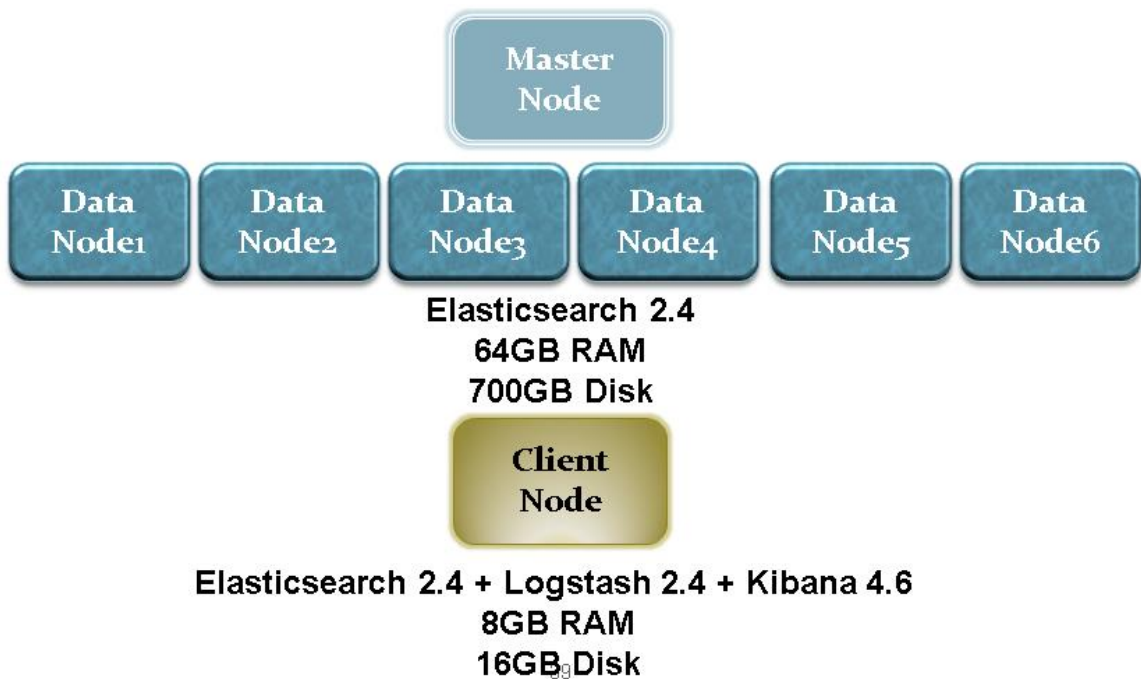 Master
Node
Data
Node1
Data
Node2
Data
Node3
Data
Node4
Data
Node5
Data
Node6
Elasticsearch 2.4
64GB RAM
700GB Disk
Client
Node
Elasticsearch 2.4 + Logstash 2.4 + Kibana 4.6
8GB RAM
16GB Disk